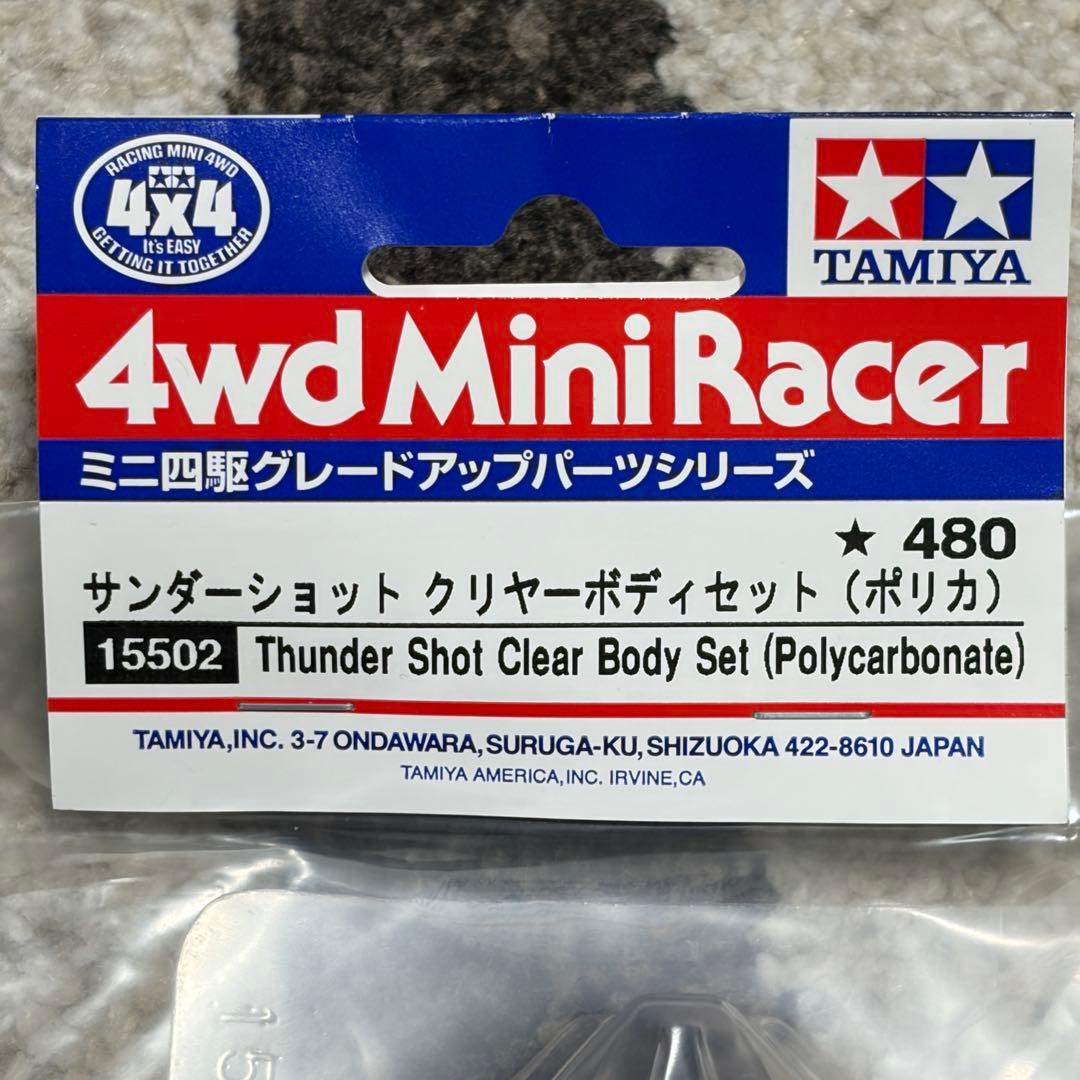 RACING MINI 4WD
4x4
It's EASY
GETTING IT TOGETHER
TAMIYA
4wd Mini Racer
ミニ四駆グレードアップパーツシリーズ
★ 480
サンダーショット クリヤーボディセット（ポリカ）
15502 Thunder Shot Clear Body Set (Polycarbonate)
TAMIYA,INC. 3-7 ONDAWARA,SURUGA-KU,SHIZUOKA 422-8610 JAPAN
TAMIYA AMERICA,INC. IRVINE,CA
15